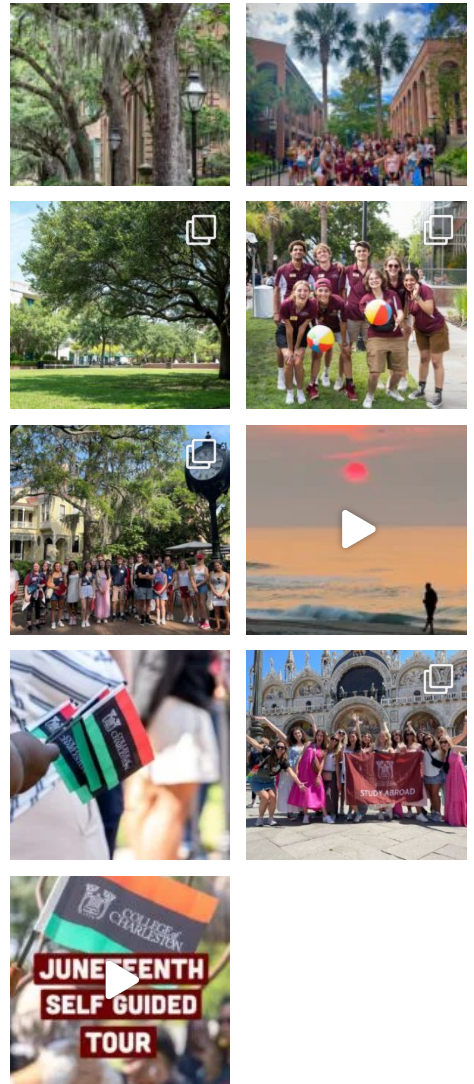 STUDY ABROAD
COLLEGE of
CHARLESTON
JUNETEENTH
SELF GUIDED
TOUR